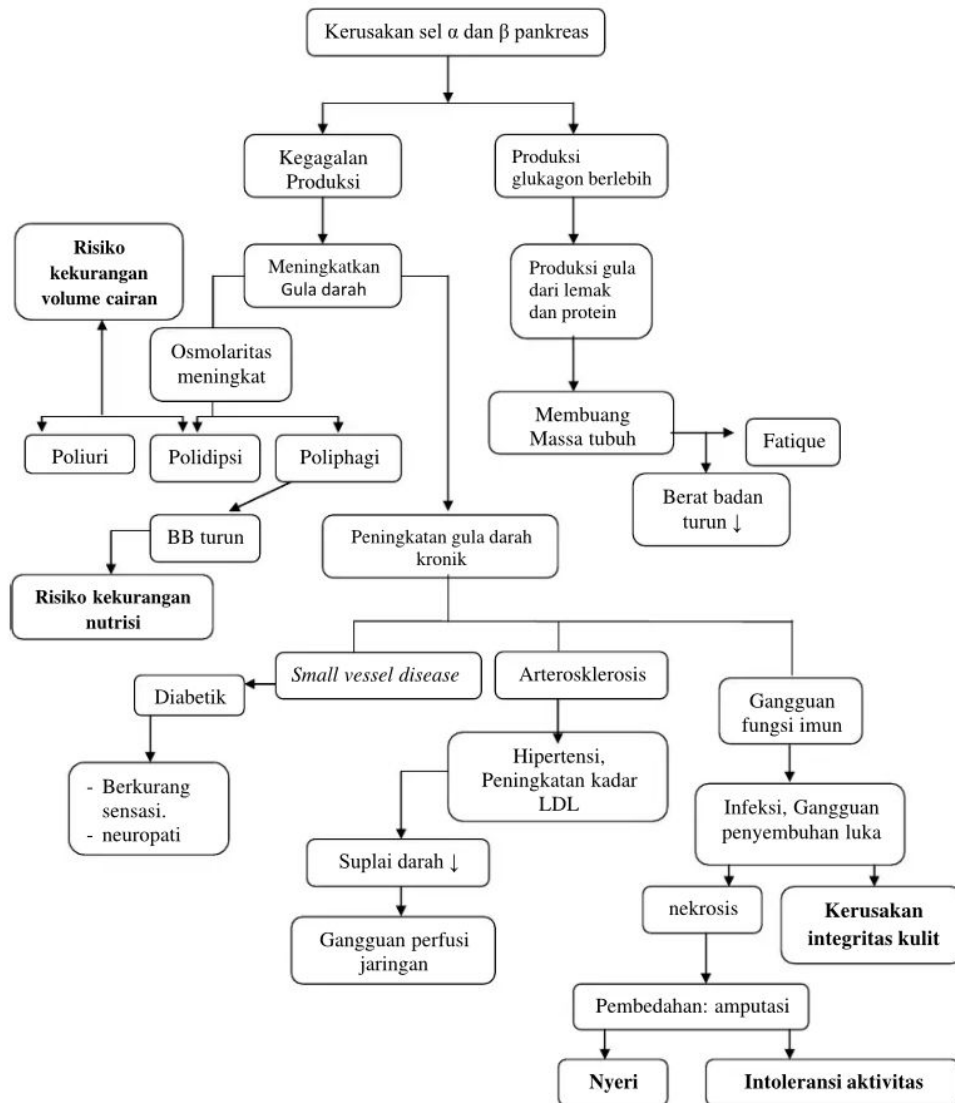 Kerusakan sel α dan β pankreas
Kegagalan
Produksi
Produksi
glukagon berlebih
Risiko
kekurangan
volume cairan
Meningkatkan
Gula darah
Produksi gula
dari lemak
dan protein
Osmolaritas
meningkat
Membuang
Massa tubuh
Fatique
Poliuri
Polidipsi
Poliphagi
Berat badan
turun ↓
BB turun
Peningkatan gula darah
kronik
Risiko kekurangan
nutrisi
Small vessel disease
Arterosklerosis
Diabetik
Gangguan
fungsi imun
Hipertensi,
Peningkatan kadar
LDL
- Berkurang
sensasi.
- neuropati
Infeksi, Gangguan
penyembuhan luka
Suplai darah ↓
nekrosis
Kerusakan
integritas kulit
Gangguan perfusi
jaringan
Pembedahan: amputasi
Nyeri
Intoleransi aktivitas